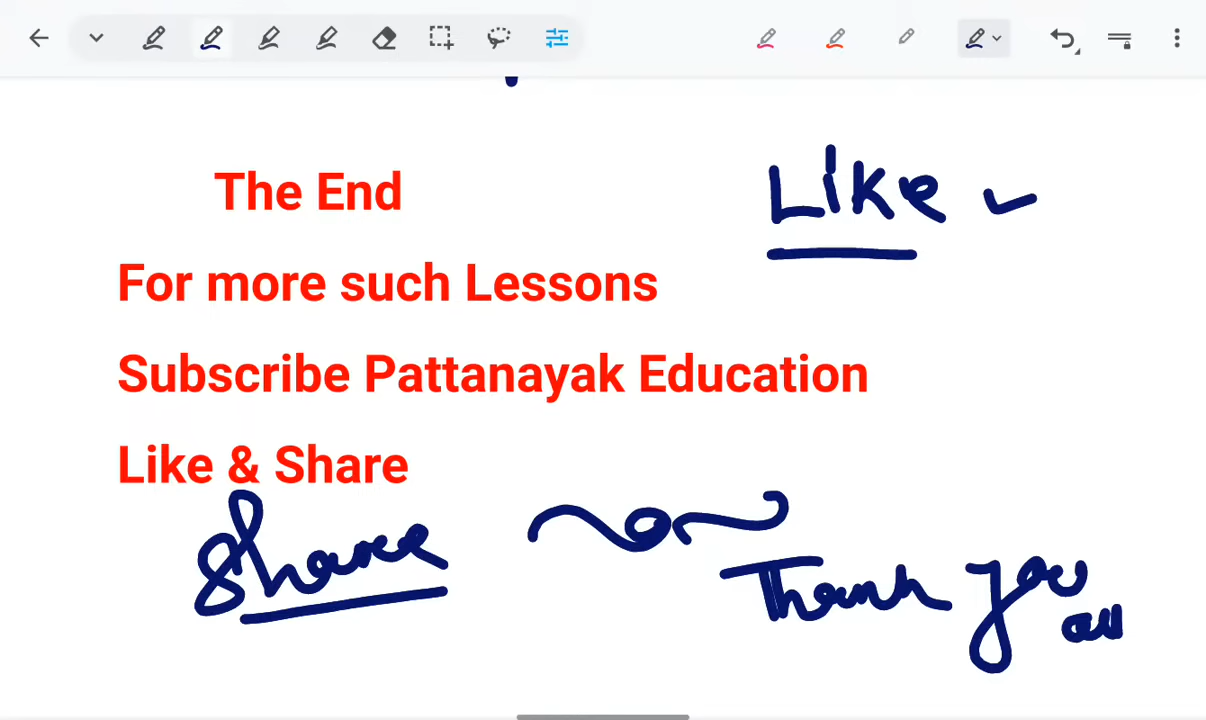 The End
Like
For more such Lessons
Subscribe Pattanayak Education
Like & Share
Share
Thank you
all